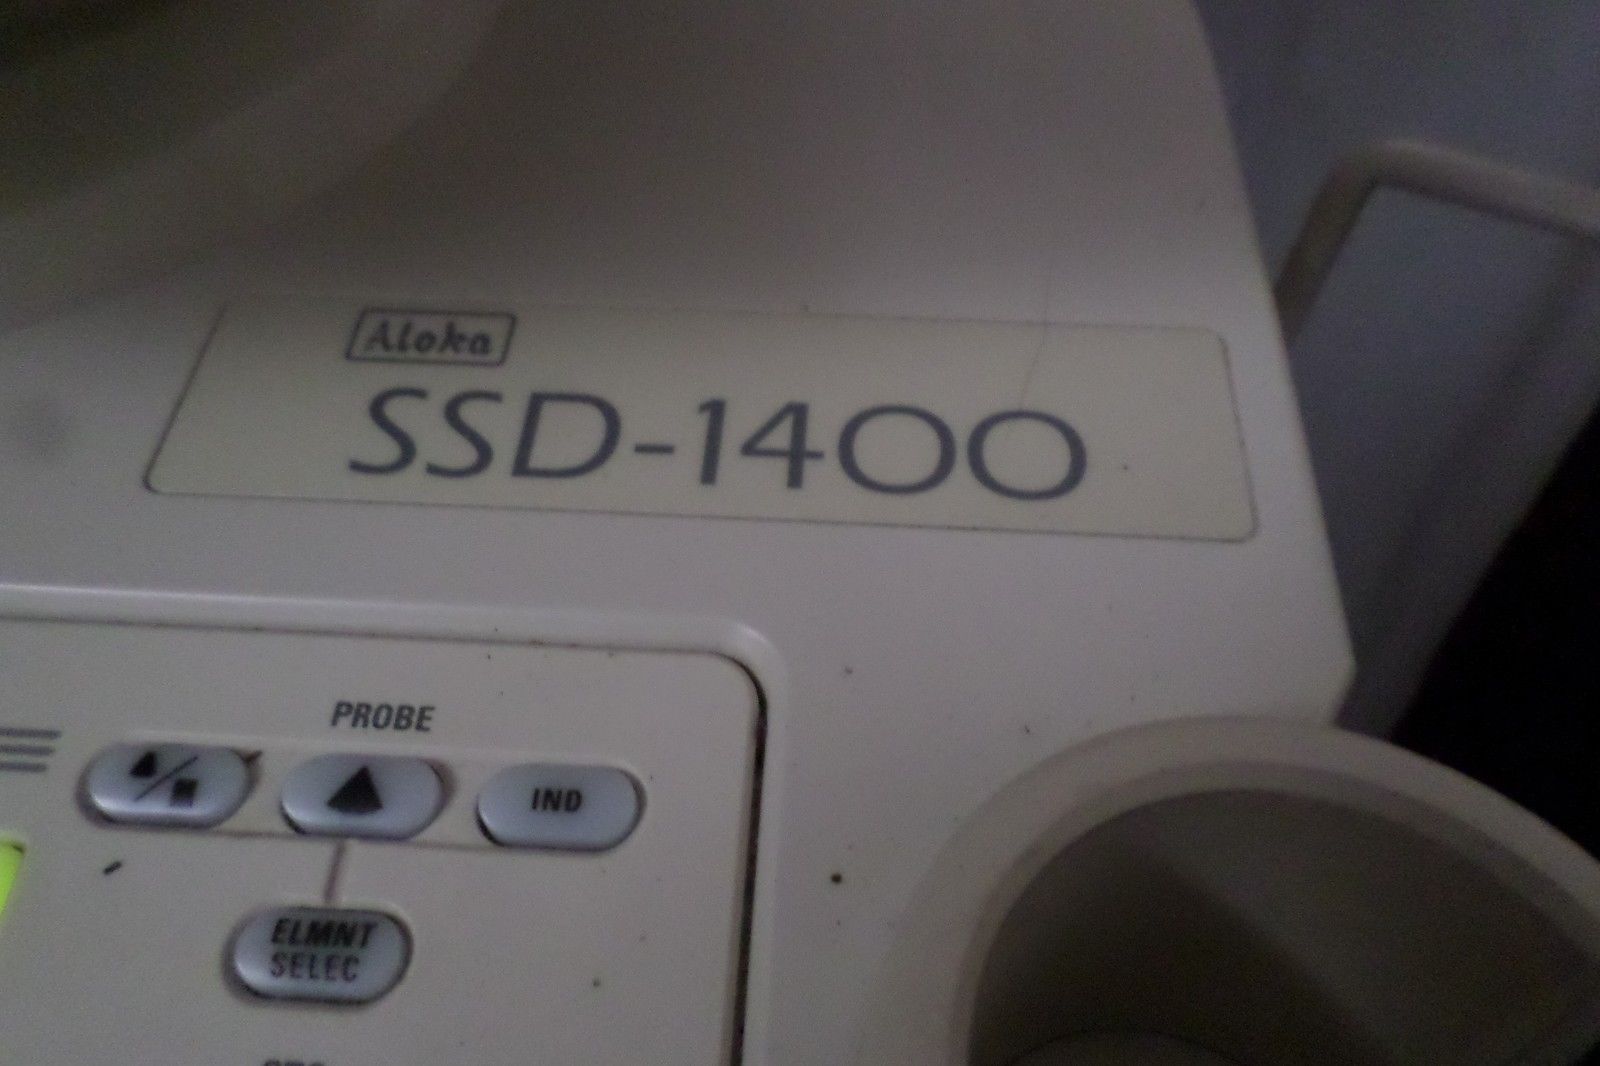 Aloka
SSD-1400
PROBE
IND
ELMNT
SELEC